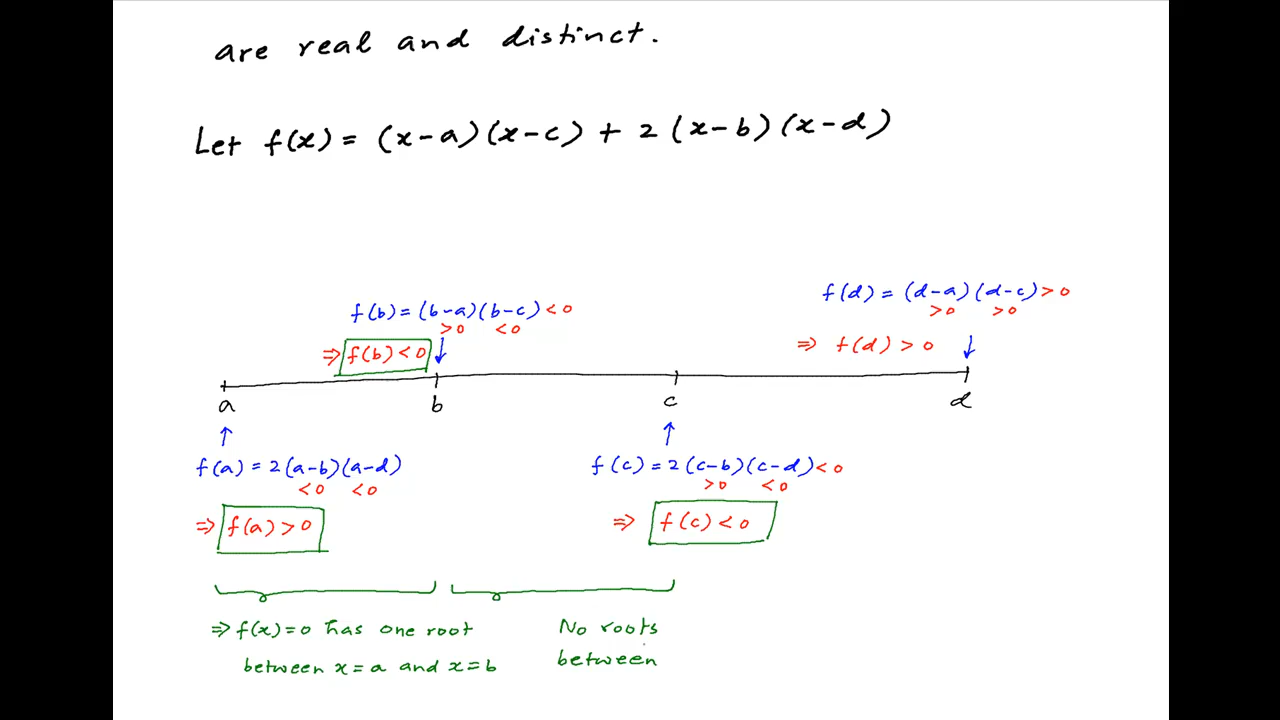 are real and distinct.
Let f(x) = (x-a)(x-c) + 2(x-b)(x-d)
f(d) = (d-a)(d-c) > 0
>0 >0
f(b) = (b-a)(b-c) < 0
>0 <0
⇒ f(b) < 0
⇒ f(d) > 0
a b c d
f(a) = 2(a-b)(a-d)
<0 <0
f(c) = 2(c-b)(c-d) < 0
>0 <0
⇒ f(a) > 0
⇒ f(c) < 0
⇒ f(x) = 0 has one root
between x = a and x = b
No roots
between